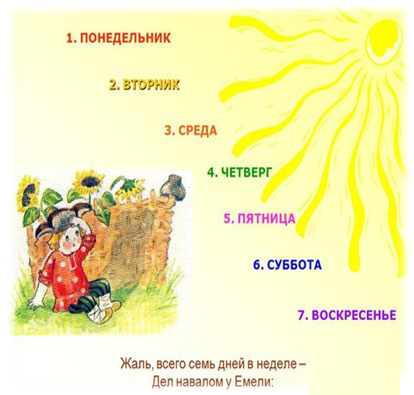 1. ПОНЕДЕЛЬНИК
2. ВТОРНИК
3. СРЕДА
4. ЧЕТВЕРГ
5. ПЯТНИЦА
6. СУББОТА
7. ВОСКРЕСЕНЬЕ
Жаль, всего семь дней в неделе –
Дел навалом у Емели: